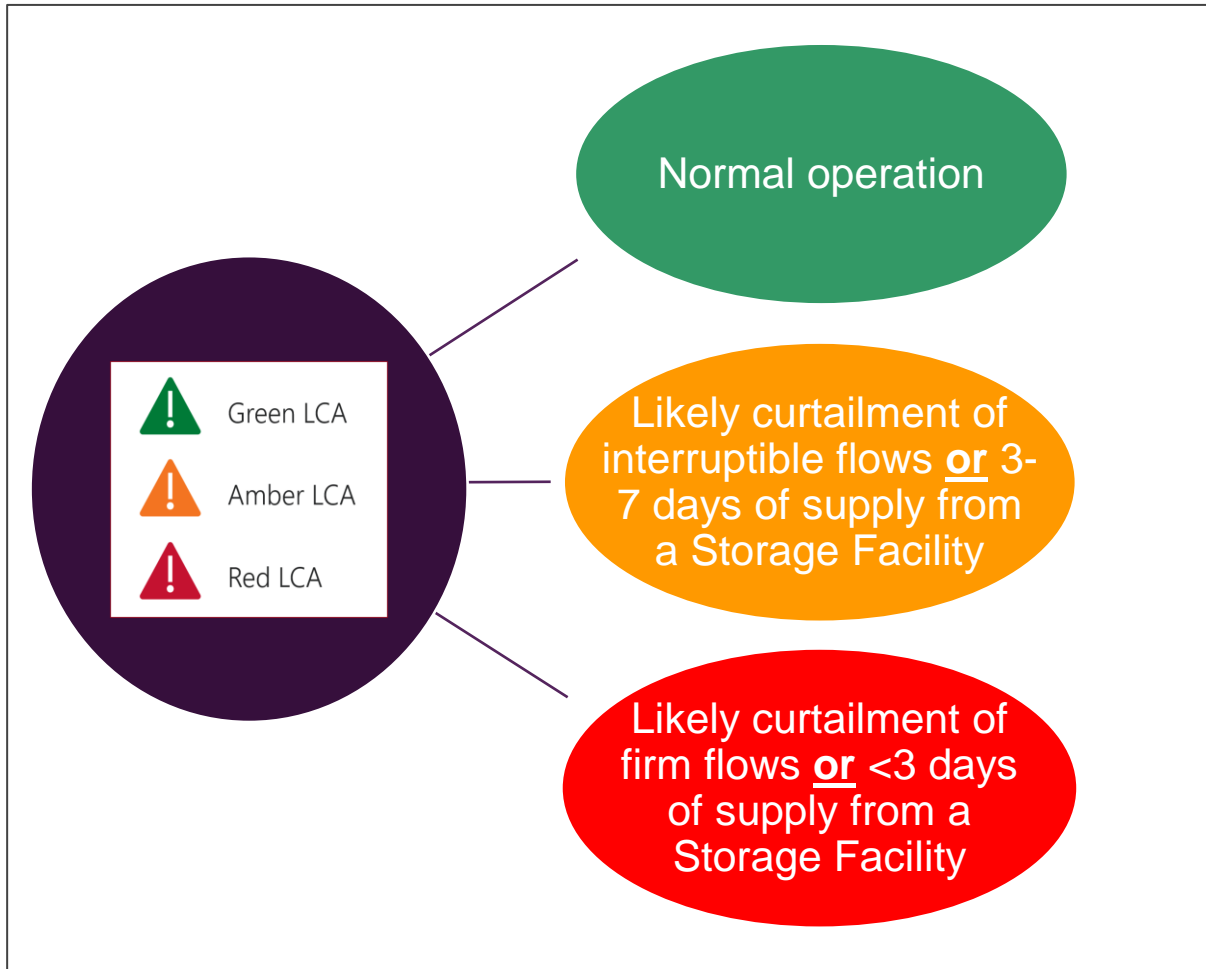 Normal operation
Green LCA
Amber LCA
Red LCA
Likely curtailment of
interruptible flows or 3-
7 days of supply from
a Storage Facility
Likely curtailment of
firm flows or <3 days
of supply from a
Storage Facility